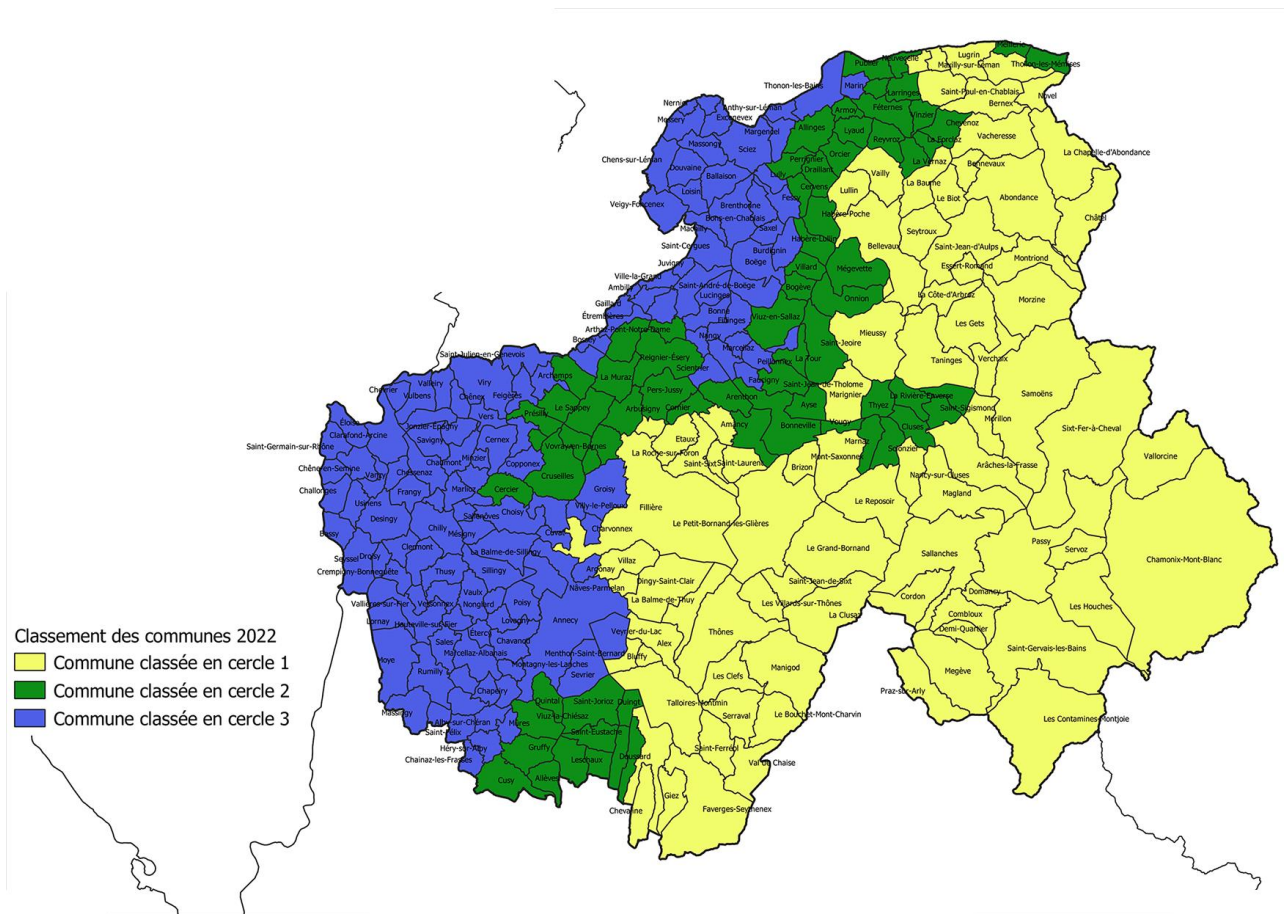 Meillerie
Lugrin
Publier
Neuvecelle
Maxilly-sur-Léman
Thollon-les-Mémises
Thonon-les-Bains
Marin
Larringes
Saint-Paul-en-Chablais
Novel
Bernex
Nernier
Anthy-sur-Léman
Excenevex
Messery
Armoy
Féternes
Vinzier
Chevenoz
Margencel
Allinges
Lyaud
Reyvroz
La Forclaz
Vacheresse
Massongy
Sciez
Orcier
La Chapelle-d'Abondance
Chens-sur-Léman
Douvaine
Perrignier
Draillant
La Vernaz
Bonnevaux
Ballaison
Lully
Vailly
La Baume
Loisin
Cervens
Lullin
Le Biot
Abondance
Veigy-Foncenex
Brenthonne
Fessy
Bons-en-Chablais
Habère-Poche
Châtel
Machilly
Saxel
Seytroux
Saint-Cergues
Burdignin
Habère-Lullin
Bellevaux
Saint-Jean-d'Aulps
Juvigny
Boëge
Villard
Mégevette
Essert-Romand
Montriond
Ville-la-Grand
Ambilly
Saint-André-de-Boëge
Bogève
Lucinges
Onnion
La Côte-d'Arbroz
Morzine
Gaillard
Étrembières
Bonne
Fillinges
Viuz-en-Sallaz
Les Gets
Arthaz-Pont-Notre-Dame
Bossey
Nangy
Mieussy
Saint-Jeoire
Marcellaz
Saint-Julien-en-Genevois
Reignier-Ésery
Scientrier
Peillonnex
La Tour
Taninges
Verchaix
Archamps
La Muraz
Faucigny
Saint-Jean-de-Tholome
Chevrier
Valleiry
Viry
Vulbens
Chênex
Feigères
Pers-Jussy
Arenthon
Marignier
La Rivière-Enverse
Samoëns
Présilly
Le Sappey
Arbusigny
Cornier
Ayse
Thyez
Saint-Sigismond
Éloise
Vers
Morillon
Clarafond-Arcine
Jonzier-Épagny
Amancy
Bonneville
Vougy
Cluses
Sixt-Fer-à-Cheval
Saint-Germain-sur-Rhône
Savigny
Cernex
Vovray-en-Bornes
Etaux
Marnaz
Scionzier
La Roche-sur-Foron
Mont-Saxonnex
Vallorcine
Chêne-en-Semine
Vanzy
Chessenaz
Chaumont
Minzier
Copponex
Saint-Sixt
Saint-Laurent
Brizon
Arâches-la-Frasse
Nancy-sur-Cluses
Challonges
Frangy
Marlioz
Cercier
Cruseilles
Groisy
Magland
Usinens
Villy-le-Pelloux
Fillière
Le Reposoir
Desingy
Sallenôves
Choisy
Le Petit-Bornand-les-Glières
Bassy
Chilly
Mésigny
Cuvat
Charvonnex
Passy
Seyssel
Droisy
Clermont
La Balme-de-Sillingy
Le Grand-Bornand
Sallanches
Servoz
Crempigny-Bonneguête
Thusy
Sillingy
Argonay
Villaz
Chamonix-Mont-Blanc
Nâves-Parmelan
Dingy-Saint-Clair
Saint-Jean-de-Sixt
Vaulx
Domancy
Vallières-sur-Fier
Versonnex
Nonglard
Poisy
La Balme-de-Thuy
Les Villards-sur-Thônes
Cordon
Les Houches
Lornay
Hauteville-sur-Fier
Lovagny
Annecy
La Clusaz
Combloux
Étercy
Veyrier-du-Lac
Thônes
Demi-Quartier
Classement des communes 2022
Sales
Chavanod
Alex
Marcellaz-Albanais
Menthon-Saint-Bernard
Bluffy
Saint-Gervais-les-Bains
Commune classée en cercle 1
Moye
Rumilly
Montagny-les-Lanches
Sevrier
Les Clefs
Manigod
Megève
Commune classée en cercle 2
Chapeiry
Quintal
Saint-Jorioz
Duingt
Talloires-Montmin
Praz-sur-Arly
Commune classée en cercle 3
Massingy
Alby-sur-Chéran
Mûres
Viuz-la-Chiésaz
Serraval
Le Bouchet-Mont-Charvin
Les Contamines-Montjoie
Saint-Félix
Saint-Eustache
Héry-sur-Alby
Gruffy
Saint-Ferréol
Chainaz-les-Frasses
Leschaux
Doussard
Val de Chaise
Cusy
Allèves
Giez
Chevaline
Faverges-Seythenex